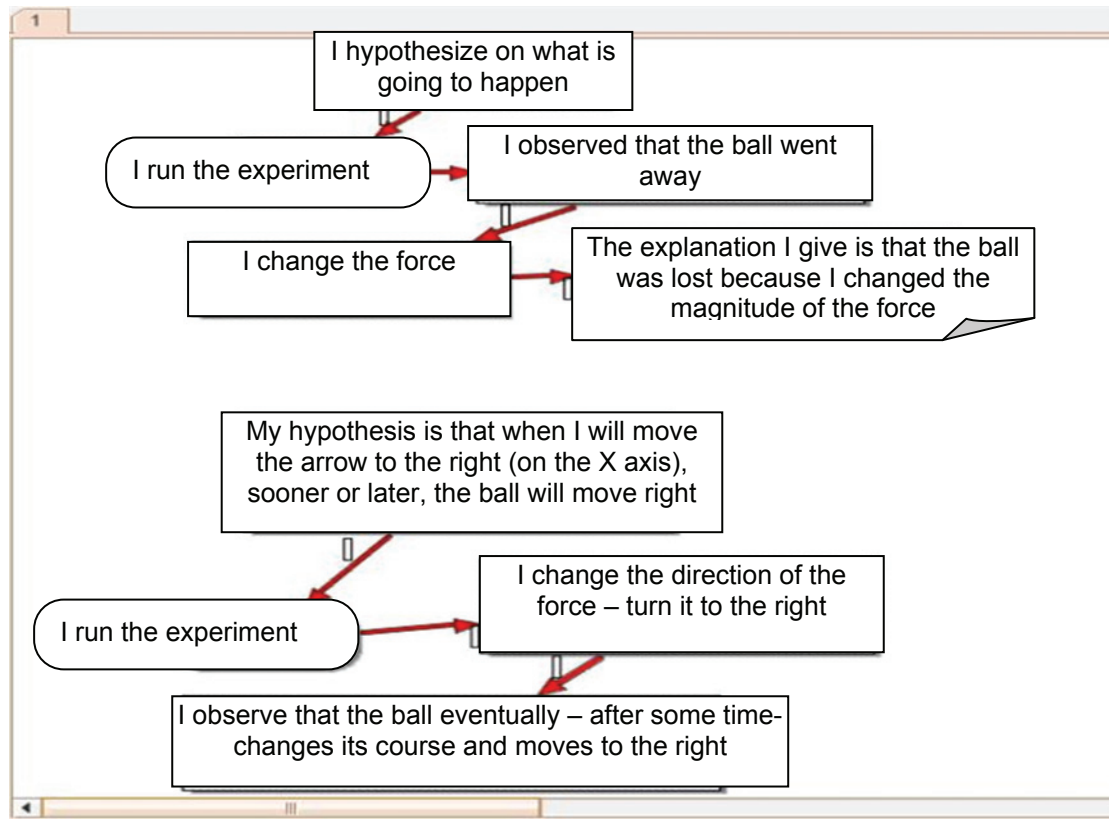 1
I hypothesize on what is
going to happen
I run the experiment
I observed that the ball went
away
I change the force
The explanation I give is that the ball
was lost because I changed the
magnitude of the force
My hypothesis is that when I will move
the arrow to the right (on the X axis),
sooner or later, the ball will move right
I run the experiment
I change the direction of the
force – turn it to the right
I observe that the ball eventually – after some time-
changes its course and moves to the right